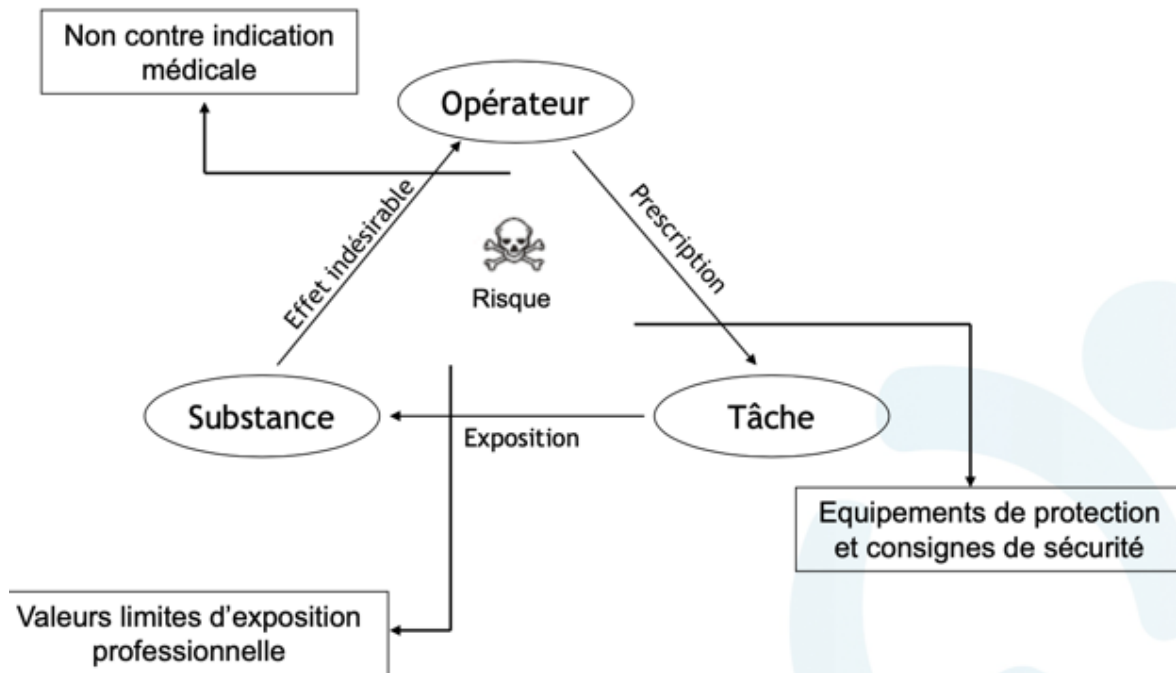 Non contre indication
médicale
Opérateur
Effet indésirable
Prescription
Risque
Substance
Exposition
Tâche
Equipements de protection
et consignes de sécurité
Valeurs limites d'exposition
professionnelle